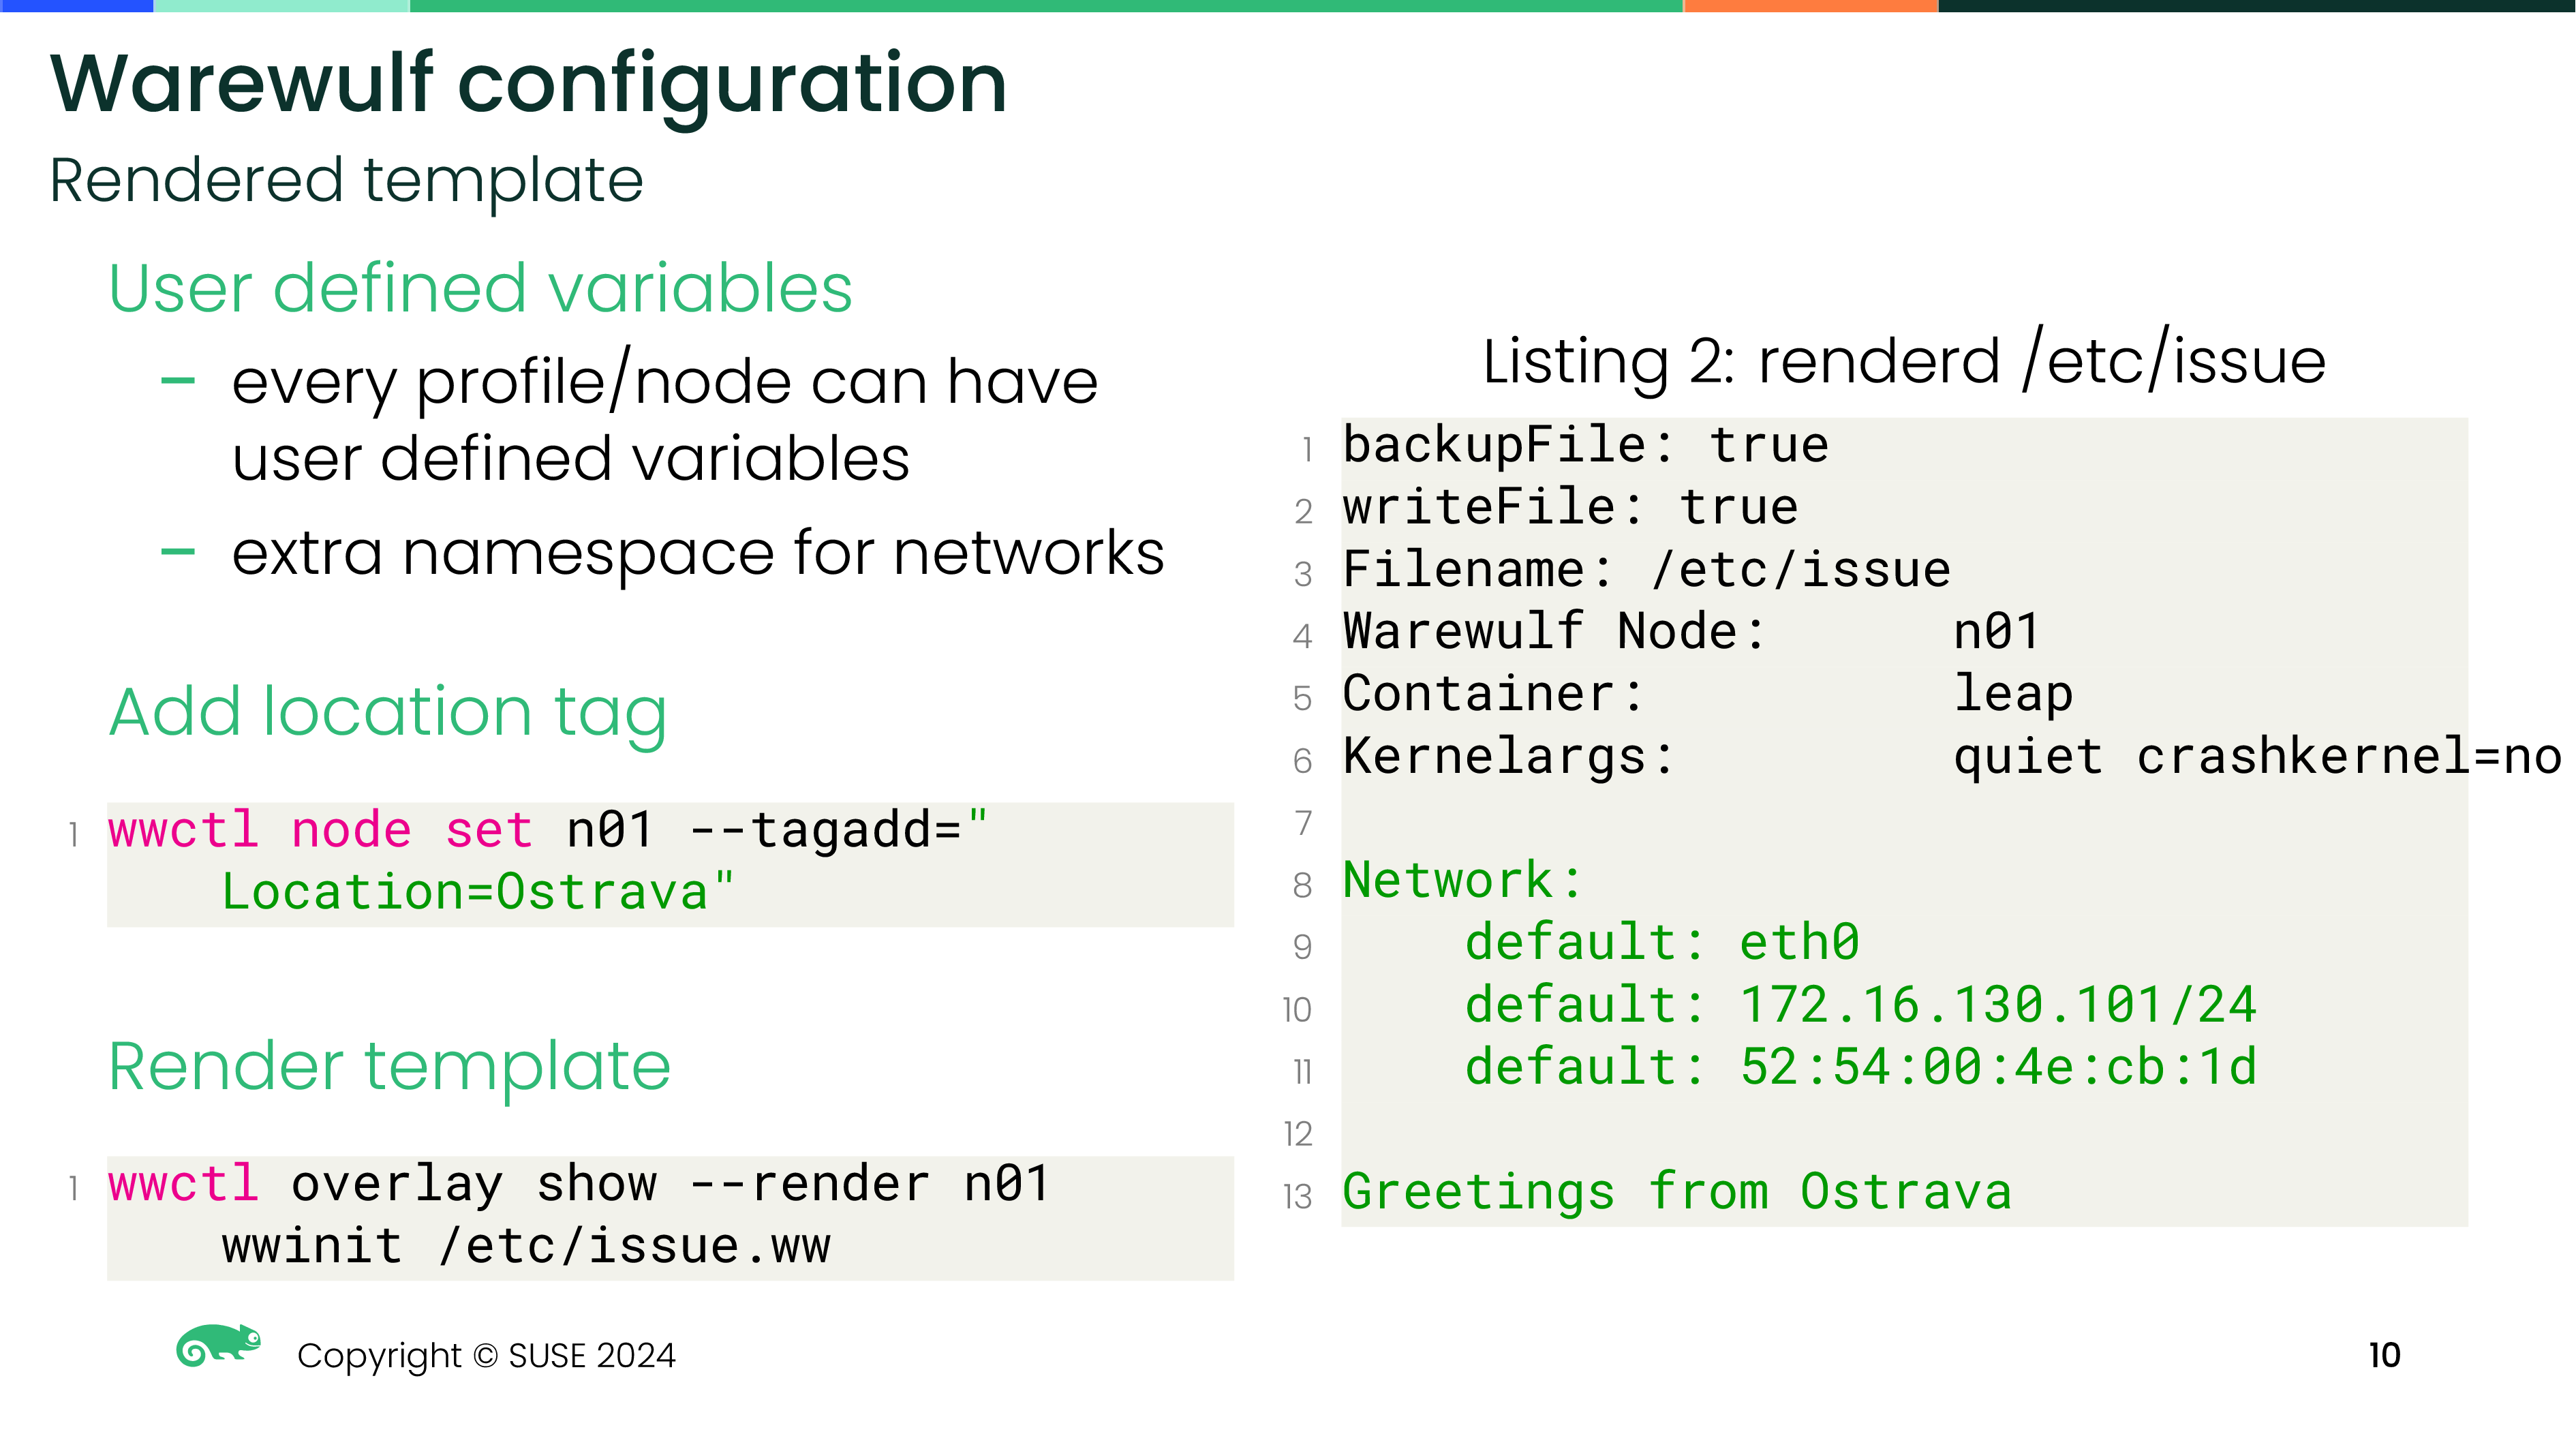 Warewulf configuration
Rendered template
User defined variables
– every profile/node can have
user defined variables
– extra namespace for networks
Add location tag
1 wwctl node set n01 --tagadd="
Location=Ostrava"
Render template
1 wwctl overlay show --render n01
wwinit /etc/issue.ww
Listing 2: renderd /etc/issue
1 backupFile: true
2 writeFile: true
3 Filename: /etc/issue
4 Warewulf Node:      n01
5 Container:          leap
6 Kernelargs:         quiet crashkernel=no
7
8 Network:
9     default: eth0
10     default: 172.16.130.101/24
11     default: 52:54:00:4e:cb:1d
12
13 Greetings from Ostrava
Copyright © SUSE 2024
10